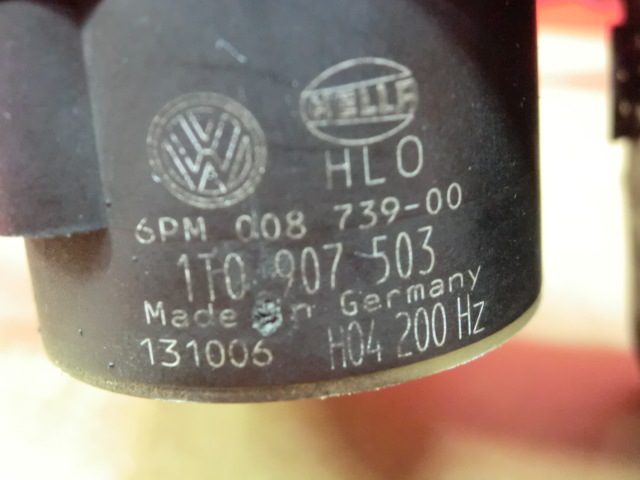 HELLA
HLO
6PM 008 739-00
1T0 907 503
Made in Germany
131006 H04 200 Hz